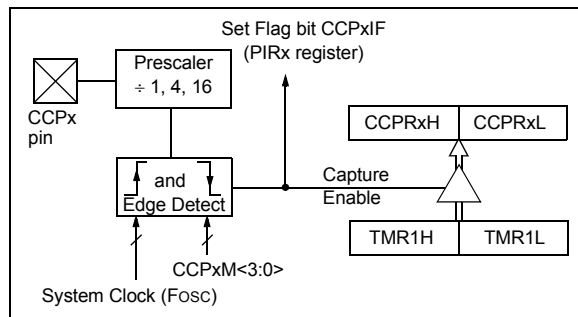 Set Flag bit CCPxIF
(PIRx register)
Prescaler
÷ 1, 4, 16
CCPx
pin
CCPRxH CCPRxL
and
Edge Detect
Capture
Enable
TMR1H TMR1L
CCPxM<3:0>
System Clock (FOSC)